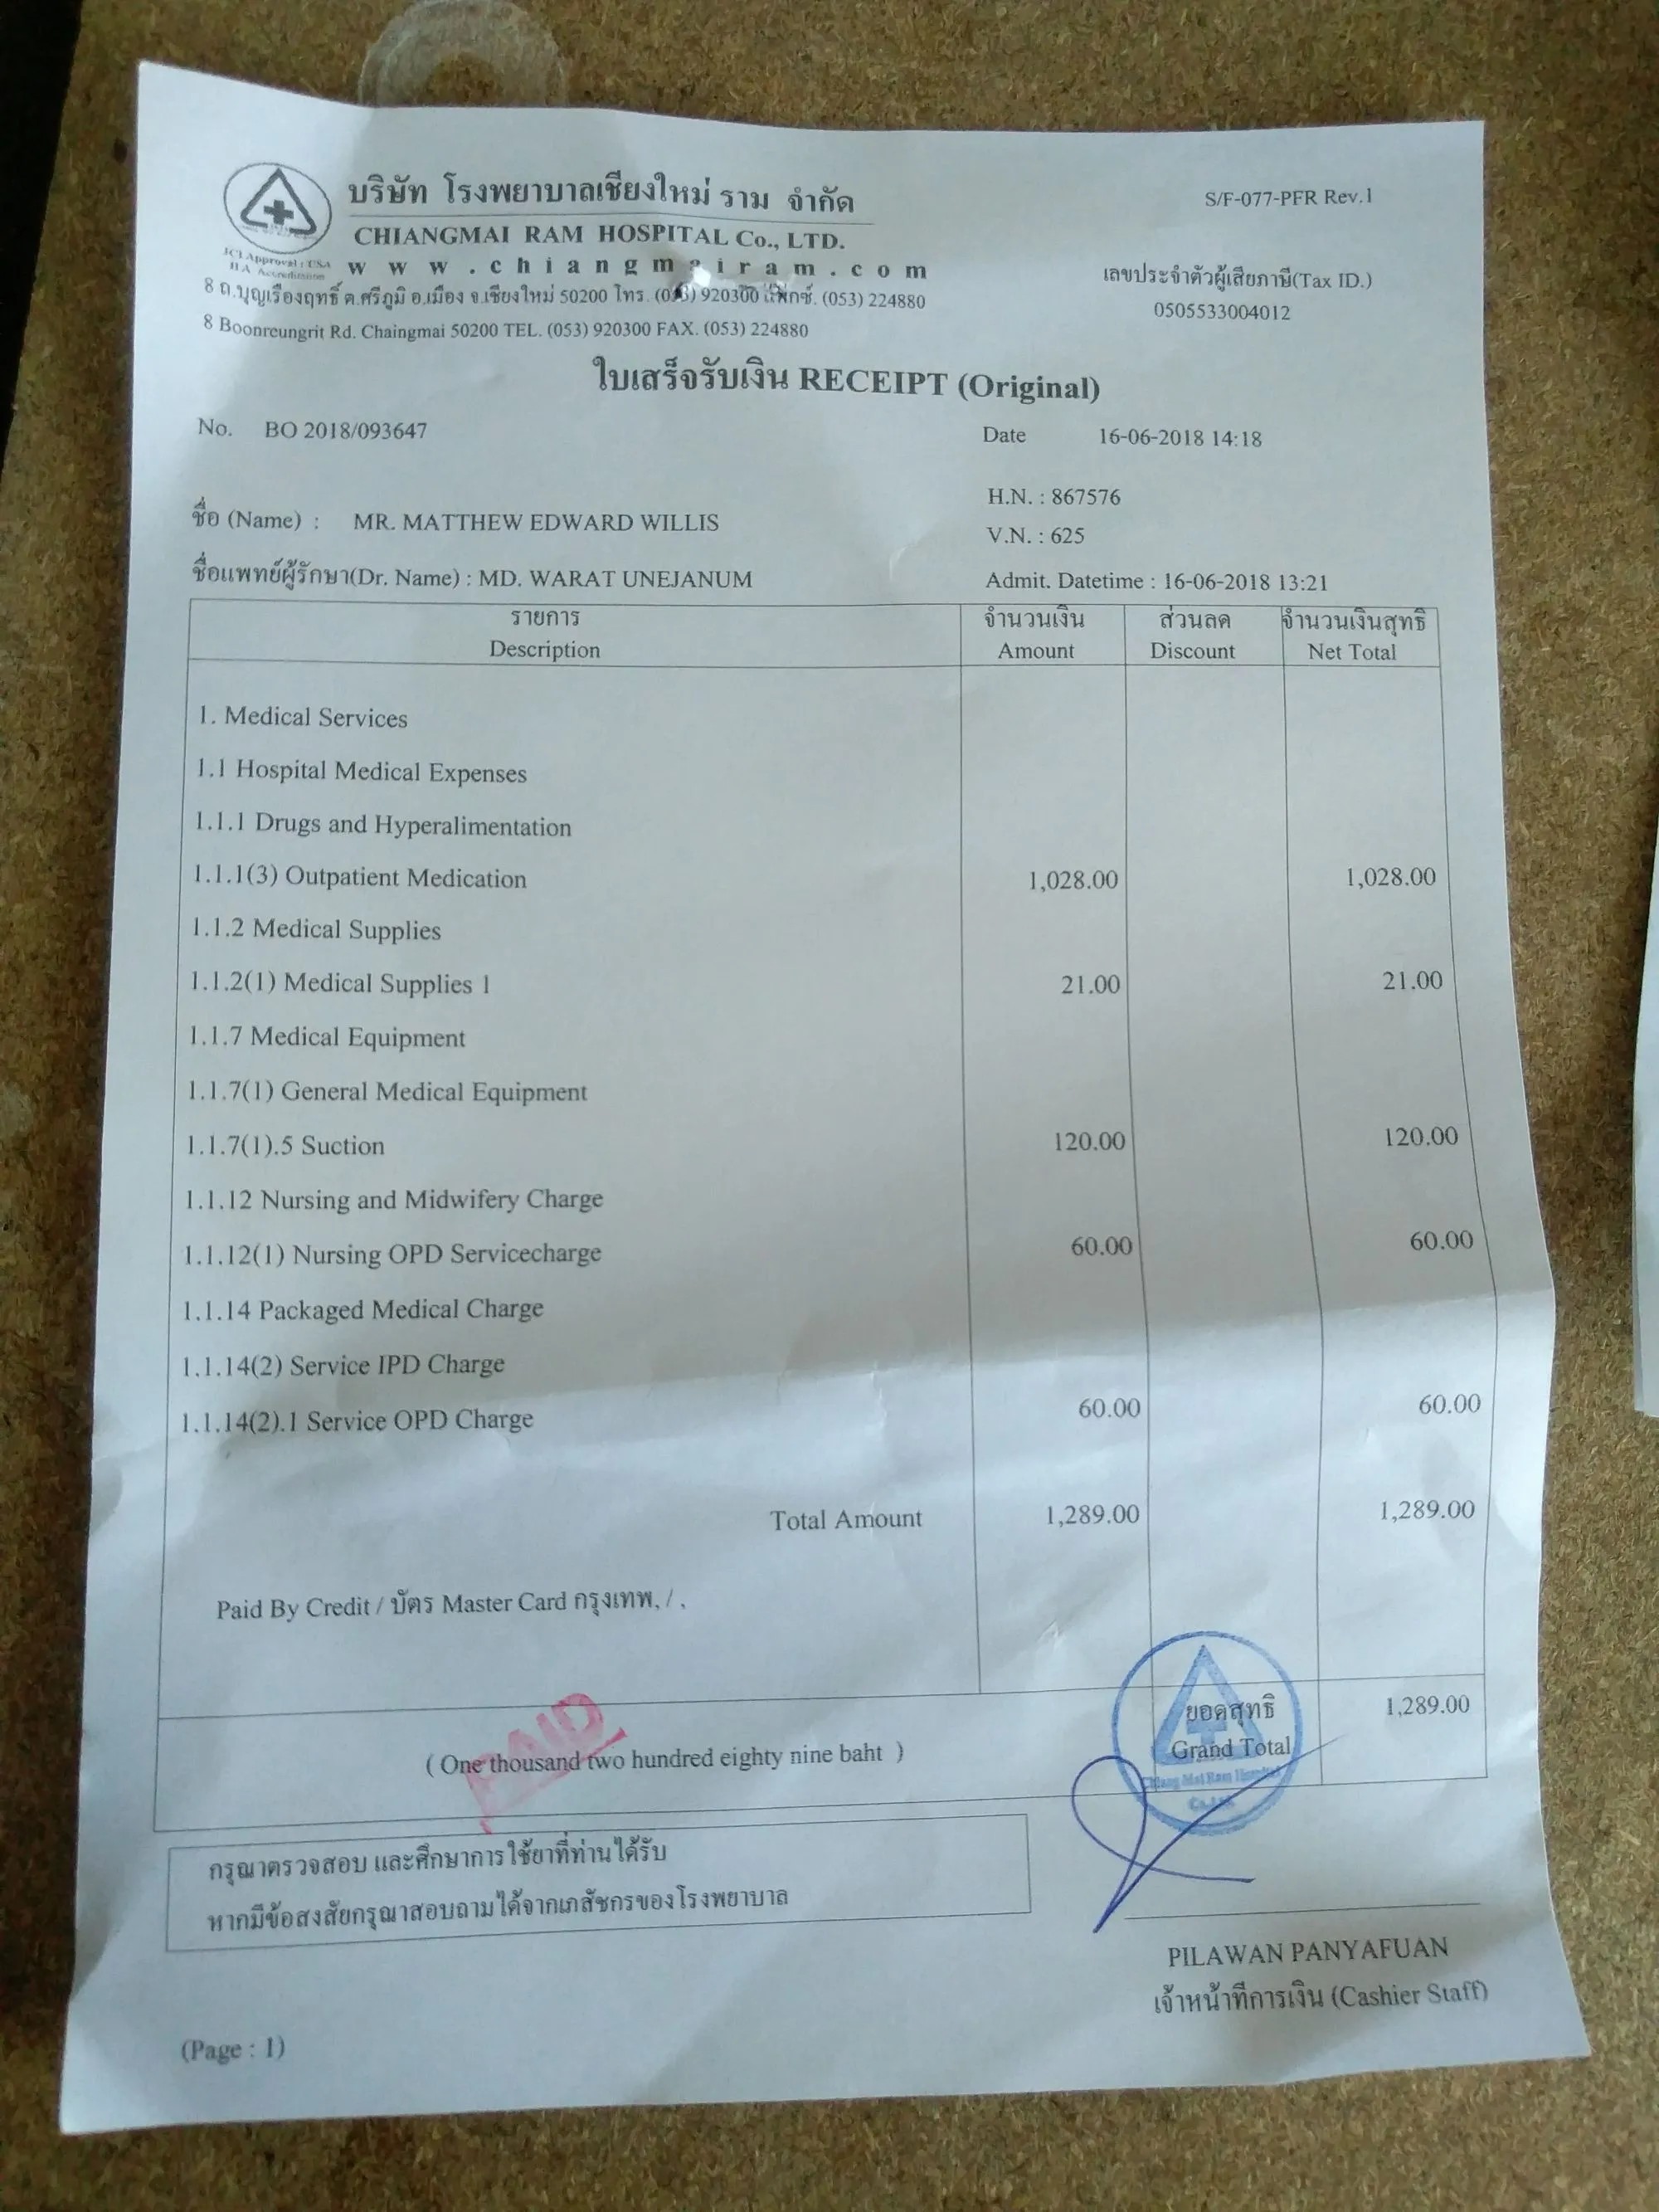 บริษัท โรงพยาบาลเชียงใหม่ ราม จำกัด
CHIANGMAI RAM HOSPITAL Co., LTD.
www.chiangmairam.com
JCI Approval : USA
HA Accreditation
8 ถ.บุญเรืองฤทธิ์ ต.ศรีภูมิ อ.เมือง จ.เชียงใหม่ 50200 โทร. (053) 920300 แฟกซ์. (053) 224880
8 Boonreungrit Rd. Chaingmai 50200 TEL. (053) 920300 FAX. (053) 224880
S/F-077-PFR Rev.1
เลขประจำตัวผู้เสียภาษี(Tax ID.)
0505533004012
ใบเสร็จรับเงิน RECEIPT (Original)
No. BO 2018/093647
Date 16-06-2018 14:18
H.N. : 867576
ชื่อ (Name) : MR. MATTHEW EDWARD WILLIS
V.N. : 625
ชื่อแพทย์ผู้รักษา(Dr. Name) : MD. WARAT UNEJANUM
Admit. Datetime : 16-06-2018 13:21
รายการ จำนวนเงิน ส่วนลด จำนวนเงินสุทธิ
Description Amount Discount Net Total
1. Medical Services
1.1 Hospital Medical Expenses
1.1.1 Drugs and Hyperalimentation
1.1.1(3) Outpatient Medication 1,028.00 1,028.00
1.1.2 Medical Supplies
1.1.2(1) Medical Supplies 1 21.00 21.00
1.1.7 Medical Equipment
1.1.7(1) General Medical Equipment
1.1.7(1).5 Suction 120.00 120.00
1.1.12 Nursing and Midwifery Charge
1.1.12(1) Nursing OPD Servicecharge 60.00 60.00
1.1.14 Packaged Medical Charge
1.1.14(2) Service IPD Charge
1.1.14(2).1 Service OPD Charge 60.00 60.00
Total Amount 1,289.00 1,289.00
Paid By Credit / บัตร Master Card กรุงเทพ, / ,
PAID
( One thousand two hundred eighty nine baht )
ยอดสุทธิ 1,289.00
Grand Total
Chiang Mai Ram Hospital
Co.,Ltd.
กรุณาตรวจสอบ และศึกษาการใช้ยาที่ท่านได้รับ
หากมีข้อสงสัยกรุณาสอบถามได้จากเภสัชกรของโรงพยาบาล
PILAWAN PANYAFUAN
เจ้าหน้าที่การเงิน (Cashier Staff)
(Page : 1)